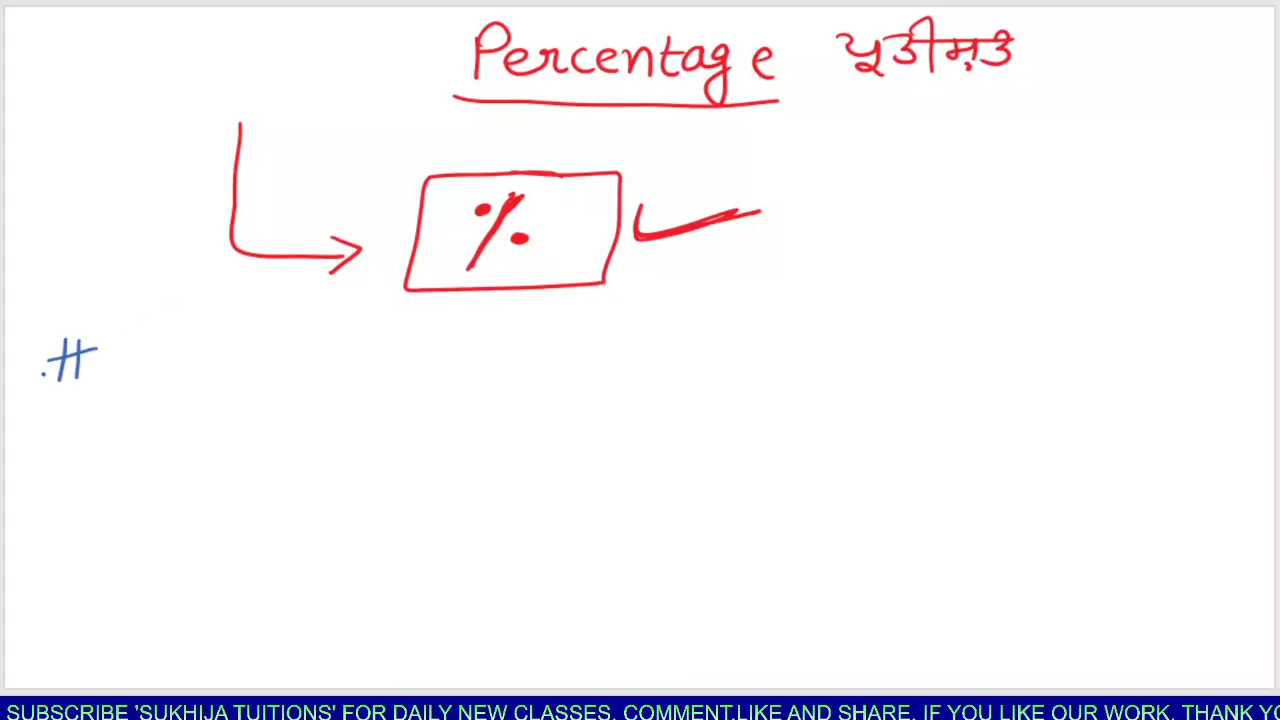 Percentage ਪ੍ਰਤੀਸ਼ਤ
%
#
SUBSCRIBE 'SUKHIJA TUITIONS' FOR DAILY NEW CLASSES. COMMENT,LIKE AND SHARE, IF YOU LIKE OUR WORK. THANK